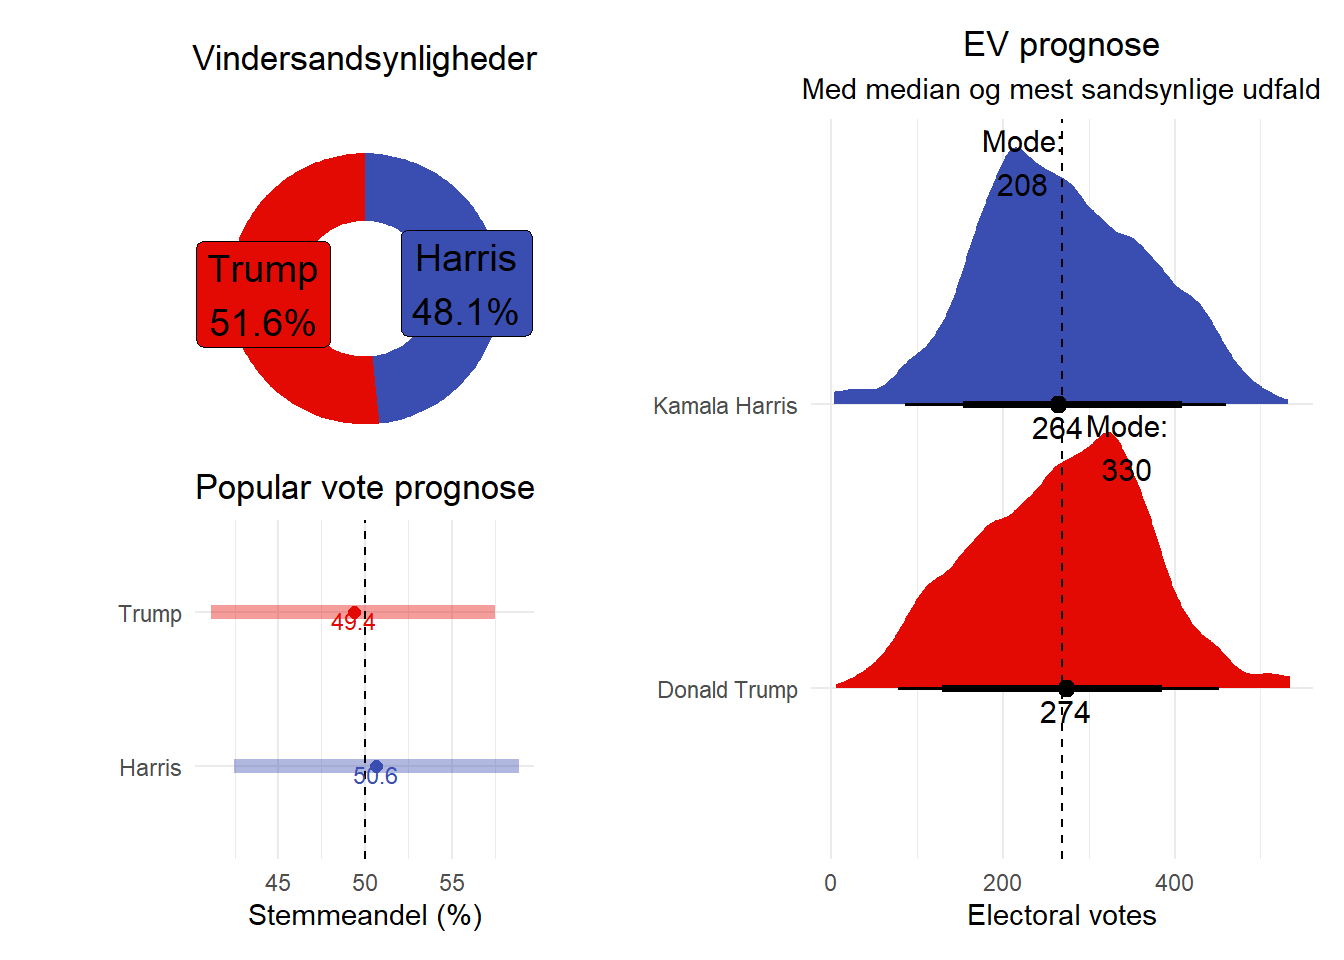 Vindersandsynligheder
Trump
51.6%
Harris
48.1%
Popular vote prognose
Trump
49.4
Harris
50.6
45 50 55
Stemmeandel (%)
EV prognose
Med median og mest sandsynlige udfald
Mode:
208
Kamala Harris
264
Mode:
330
Donald Trump
274
0 200 400
Electoral votes